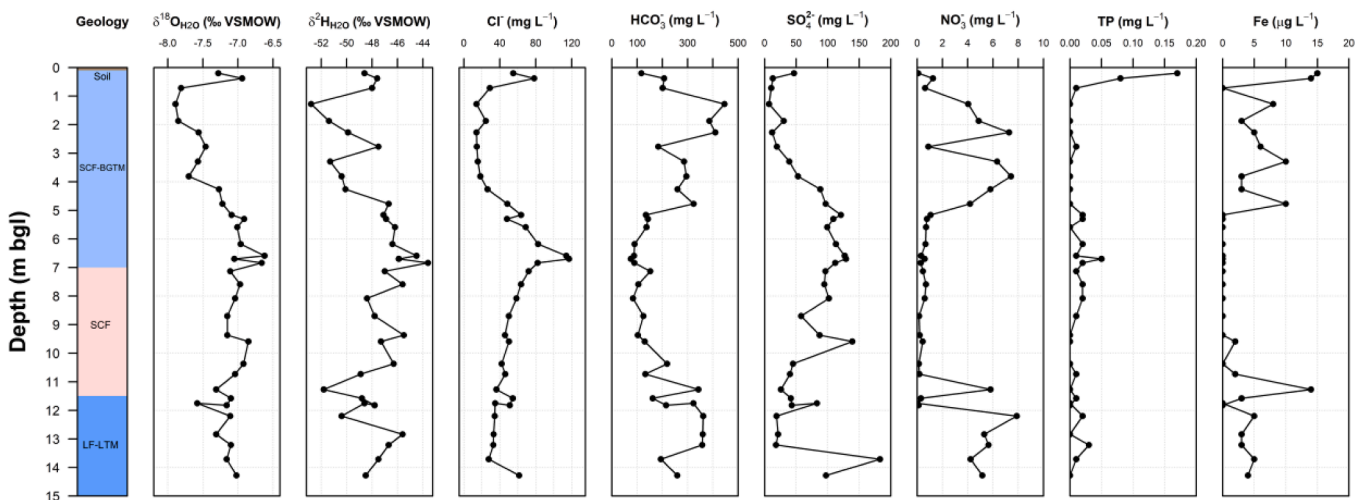 Geology
δ¹⁸O_H2O (‰ VSMOW)
δ²H_H2O (‰ VSMOW)
Cl⁻ (mg L⁻¹)
HCO₃⁻ (mg L⁻¹)
SO₄²⁻ (mg L⁻¹)
NO₃⁻ (mg L⁻¹)
TP (mg L⁻¹)
Fe (μg L⁻¹)
-8.0 -7.5 -7.0 -6.5
-52 -48 -46 -44
0 40 80 120
0 100 300 500
0 50 100 150 200
0 2 4 6 8 10
0.00 0.05 0.10 0.15 0.20
0 5 10 15 20
Depth (m bgl)
0
1
2
3
4
5
6
7
8
9
10
11
12
13
14
15
Soil
SCF-BGTM
SCF
LF-LTM